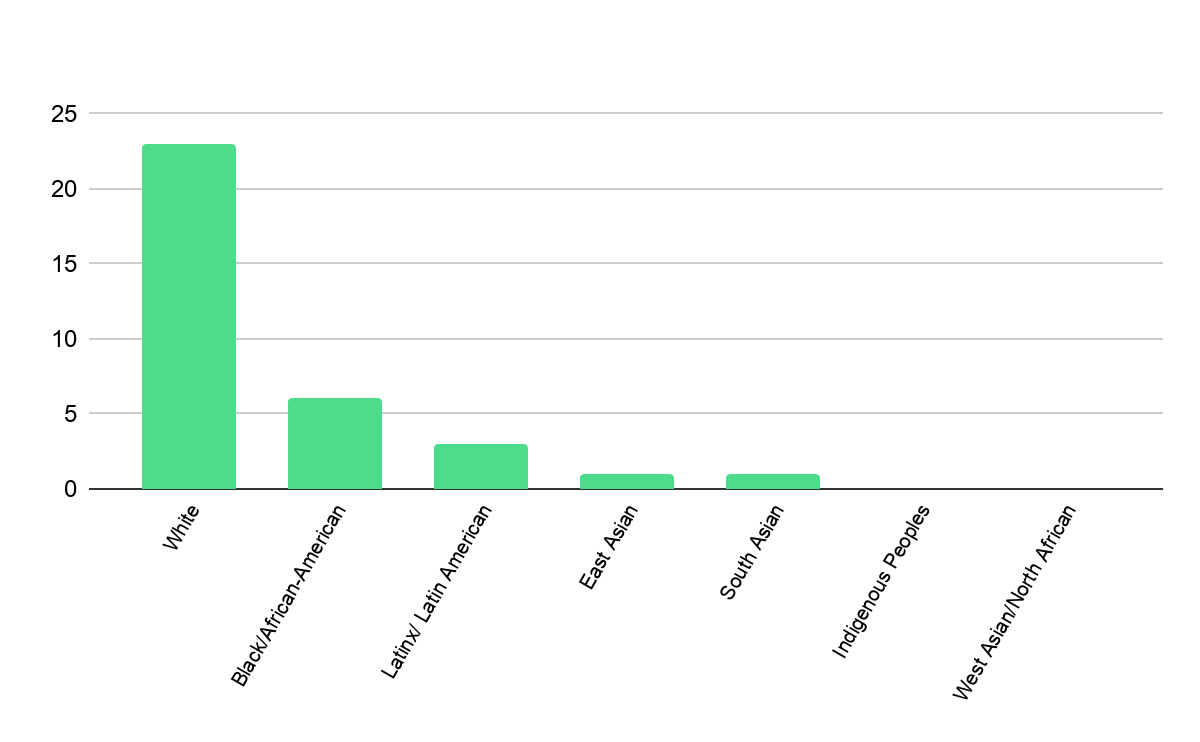 25
20
15
10
5
0
White
Black/African-American
Latinx/ Latin American
East Asian
South Asian
Indigenous Peoples
West Asian/North African